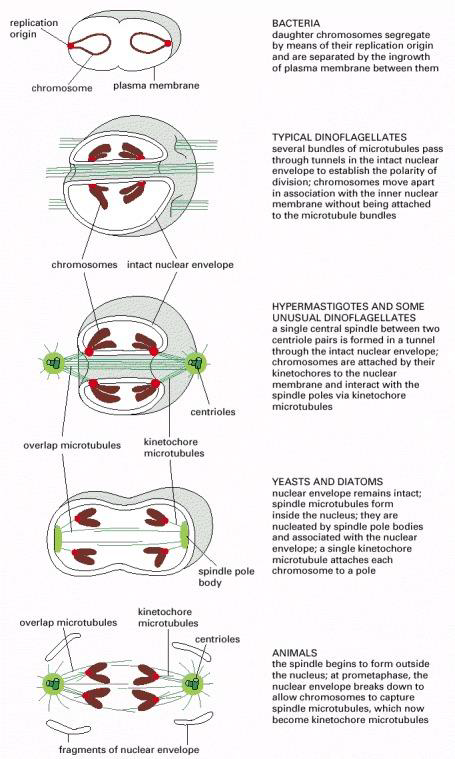 replication
origin
chromosome
plasma membrane
BACTERIA
daughter chromosomes segregate
by means of their replication origin
and are separated by the ingrowth
of plasma membrane between them
TYPICAL DINOFLAGELLATES
several bundles of microtubules pass
through tunnels in the intact nuclear
envelope to establish the polarity of
division; chromosomes move apart
in association with the inner nuclear
membrane without being attached
to the microtubule bundles
chromosomes
intact nuclear envelope
HYPERMASTIGOTES AND SOME
UNUSUAL DINOFLAGELLATES
a single central spindle between two
centriole pairs is formed in a tunnel
through the intact nuclear envelope;
chromosomes are attached by their
kinetochores to the nuclear
membrane and interact with the
spindle poles via kinetochore
microtubules
centrioles
overlap microtubules
kinetochore
microtubules
YEASTS AND DIATOMS
nuclear envelope remains intact;
spindle microtubules form
inside the nucleus; they are
nucleated by spindle pole bodies
and associated with the nuclear
envelope; a single kinetochore
microtubule attaches each
chromosome to a pole
spindle pole
body
overlap microtubules
kinetochore
microtubules
centrioles
ANIMALS
the spindle begins to form outside
the nucleus; at prometaphase, the
nuclear envelope breaks down to
allow chromosomes to capture
spindle microtubules, which now
become kinetochore microtubules
fragments of nuclear envelope